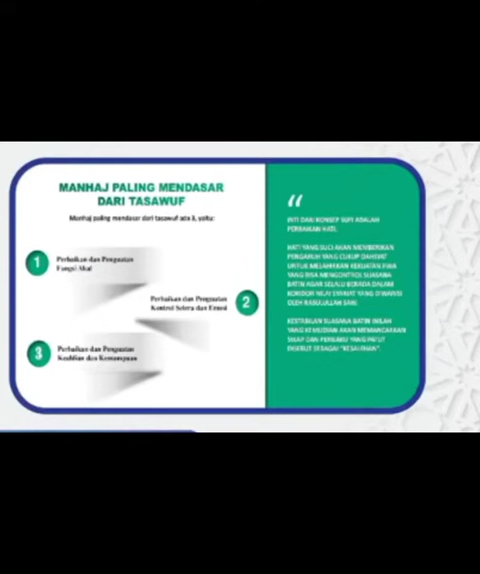 MANHAJ PALING MENDASAR
DARI TASAWUF
Manhaj paling mendasar dari tasawuf ada 3, yaitu:
1
Perbaikan dan Penguatan
Fungsi Akal
Perbaikan dan Penguatan
Kontrol Selera dan Emosi
2
3
Perbaikan dan Penguatan
Keahlian dan Kemampuan
“
INTI DAN KONSEP SUFI ADALAH
PERBAIKAN HATI.
HATI YANG SUCI AKAN MEMBERIKAN
PENGARUH YANG CUKUP DAHSYAT
UNTUK MELAHIRKAN KEKUATAN JIWA
YANG BISA MENGONTROL SUASANA
BATIN AGAR SELALU BERADA DALAM
KORIDOR NILAI SYARIAT YANG DIWARISI
OLEH RASULULLAH SAW.
KESTABILAN SUASANA BATIN INILAH
YANG KEMUDIAN AKAN MEMANCARKAN
SIKAP DAN PERILAKU YANG PATUT
DISEBUT SEBAGAI "KESALEHAN".